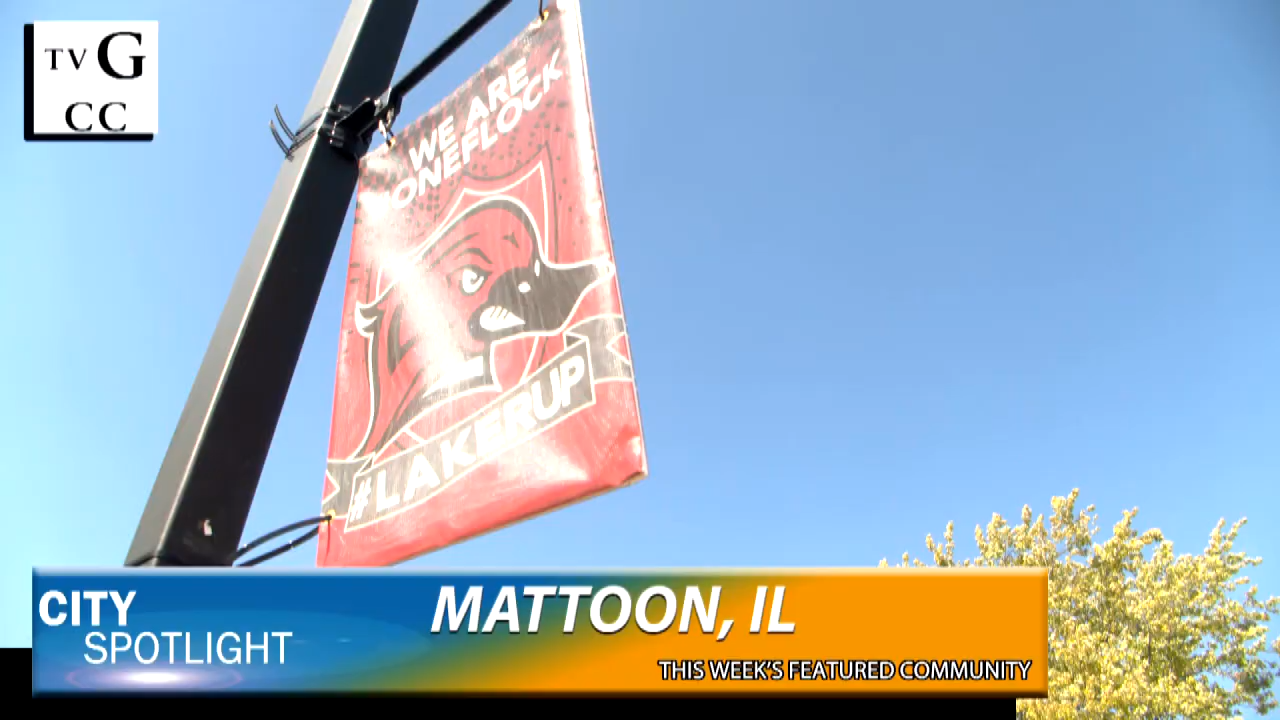 TV G
CC
WE ARE
ONEFLOCK
#LAKERUP
CITY
SPOTLIGHT
MATTOON, IL
THIS WEEK'S FEATURED COMMUNITY